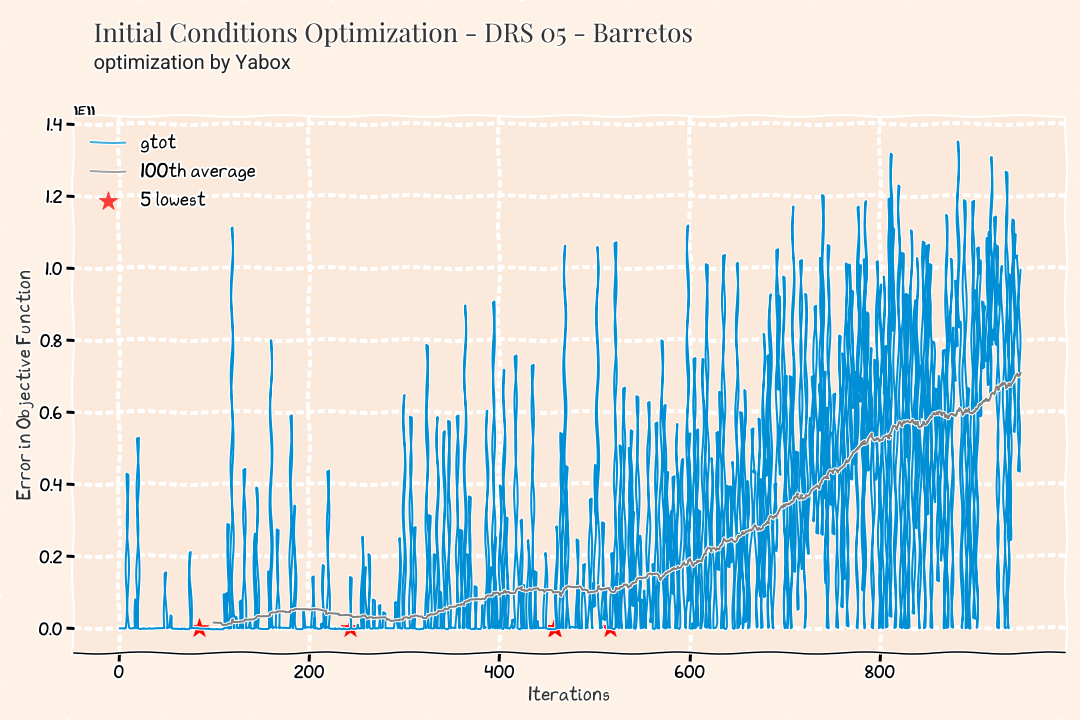 Initial Conditions Optimization - DRS 05 - Barretos
optimization by Yabox
1E11
1.4
1.2
1.0
0.8
0.6
0.4
0.2
0.0
gtot
100th average
5 lowest
Error in Objective Function
0 200 400 600 800
Iterations